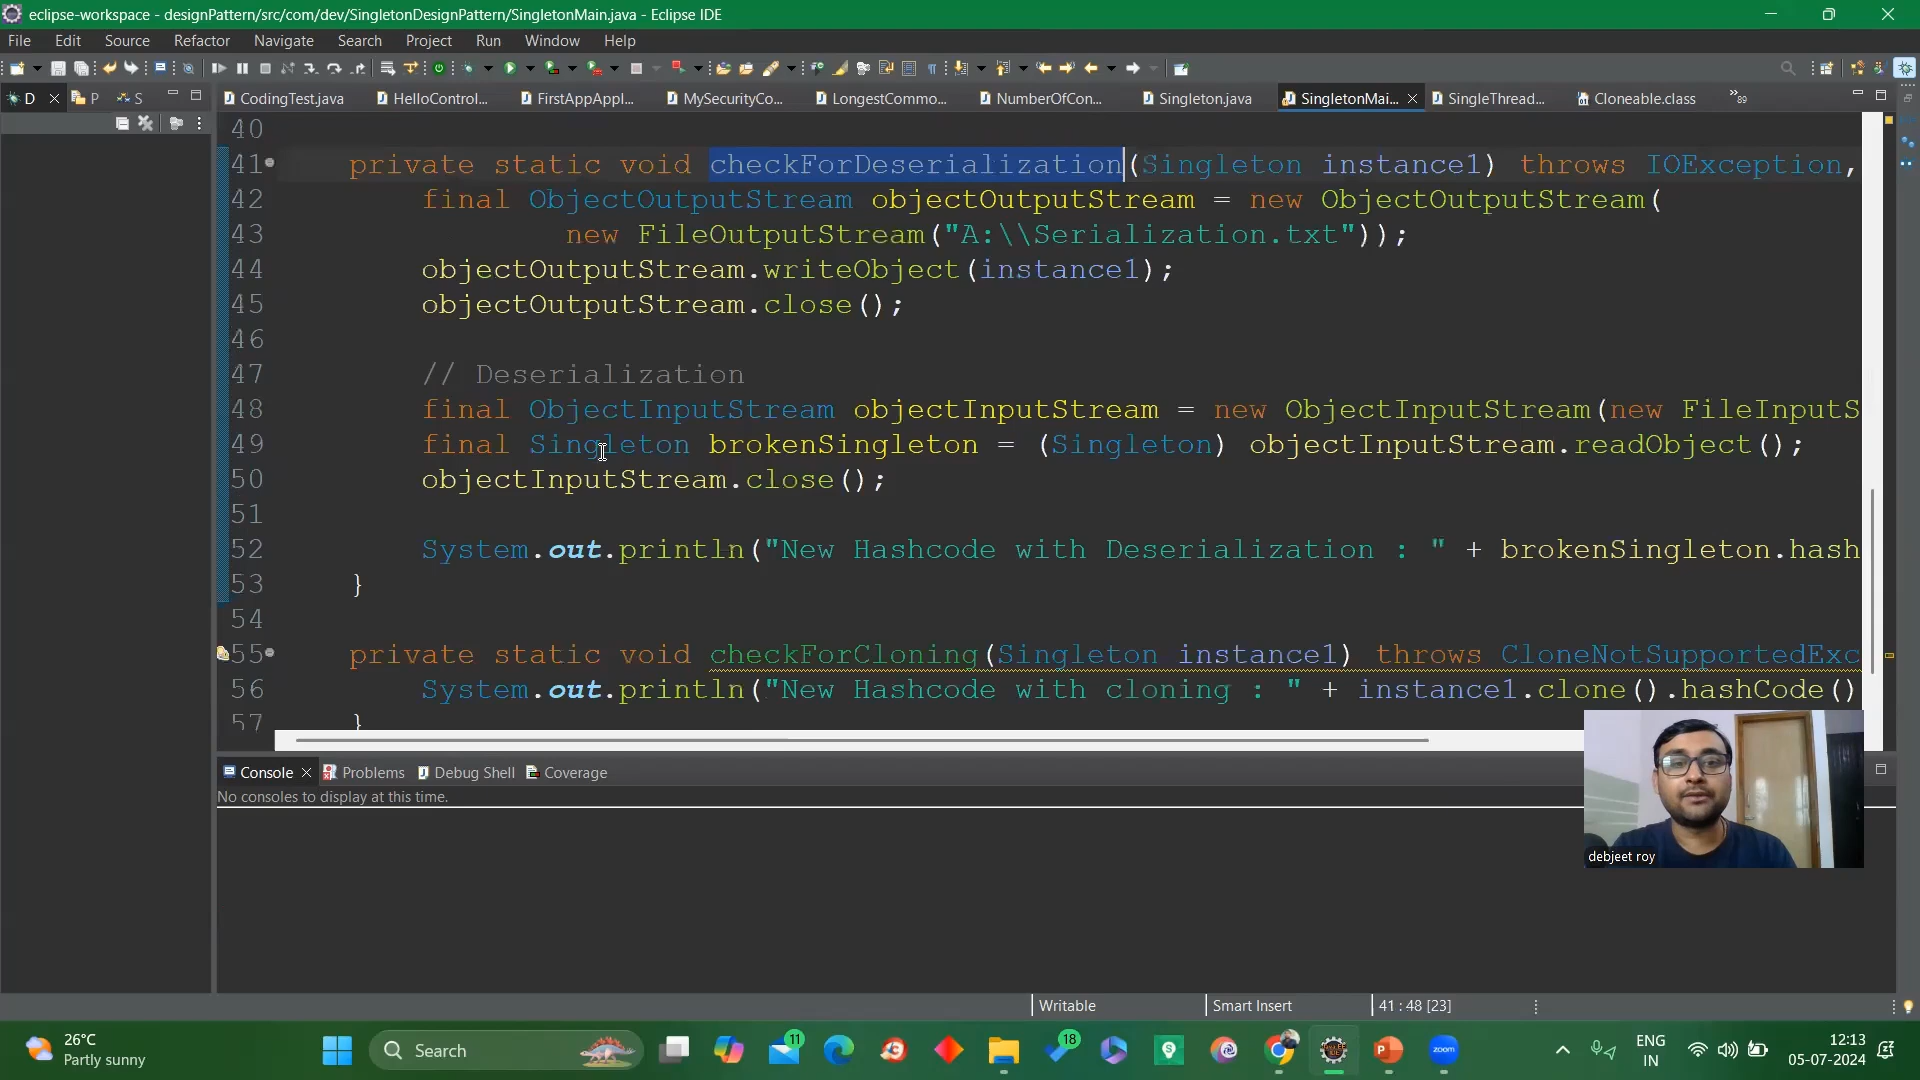 eclipse-workspace - designPattern/src/com/dev/SingletonDesignPattern/SingletonMain.java - Eclipse IDE
File Edit Source Refactor Navigate Search Project Run Window Help
D P S CodingTest.java HelloControl... FirstAppAppl... MySecurityCo... LongestCommo... NumberOfCon... Singleton.java SingletonMai... SingleThread... Cloneable.class »89
40
41 private static void checkForDeserialization(Singleton instance1) throws IOException,
42 final ObjectOutputStream objectOutputStream = new ObjectOutputStream(
43 new FileOutputStream("A:\\Serialization.txt"));
44 objectOutputStream.writeObject(instance1);
45 objectOutputStream.close();
46
47 // Deserialization
48 final ObjectInputStream objectInputStream = new ObjectInputStream(new FileInputS
49 final Singleton brokenSingleton = (Singleton) objectInputStream.readObject();
50 objectInputStream.close();
51
52 System.out.println("New Hashcode with Deserialization : " + brokenSingleton.hash
53 }
54
55 private static void checkForCloning(Singleton instance1) throws CloneNotSupportedExc
56 System.out.println("New Hashcode with cloning : " + instance1.clone().hashCode()
57 }
Console Problems Debug Shell Coverage
No consoles to display at this time.
debjeet roy
Writable Smart Insert 41 : 48 [23]
26°C
Partly sunny
Search
11
18
zoom
ENG
IN
12:13
05-07-2024